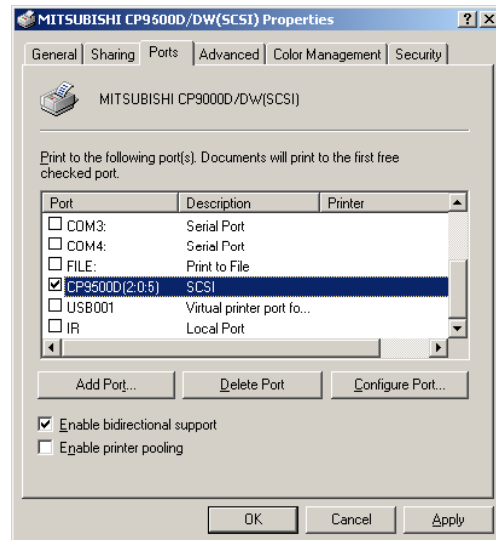 MITSUBISHI CP9500D/DW(SCSI) Properties
General Sharing Ports Advanced Color Management Security
MITSUBISHI CP9000D/DW(SCSI)
Print to the following port(s). Documents will print to the first free
checked port.
Port Description Printer
COM3: Serial Port
COM4: Serial Port
FILE: Print to File
CP9500D(2:0:5) SCSI
USB001 Virtual printer port fo...
IR Local Port
Add Port... Delete Port Configure Port...
Enable bidirectional support
Enable printer pooling
OK Cancel Apply